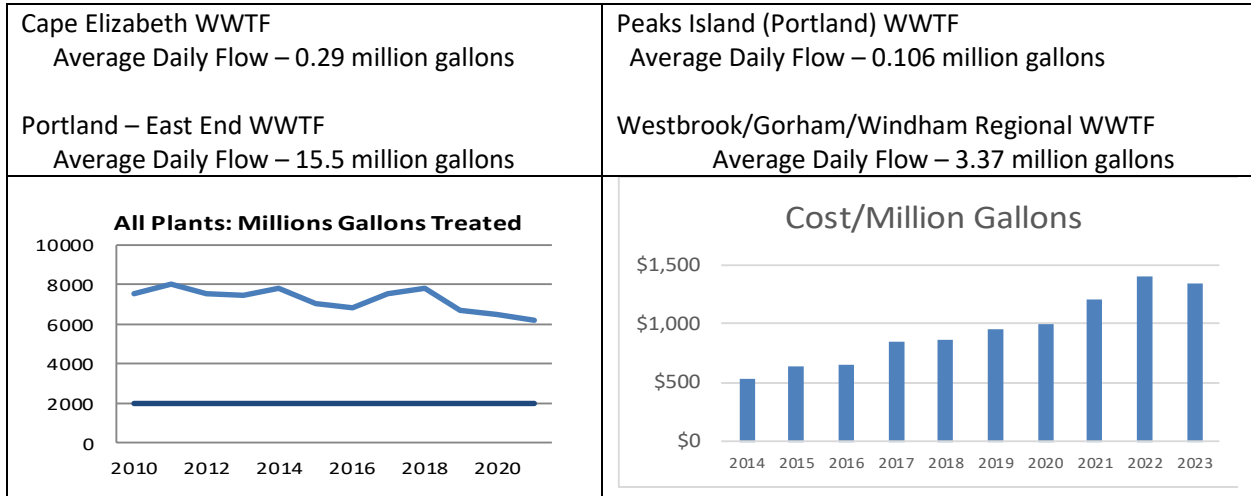 Cape Elizabeth WWTF
Average Daily Flow – 0.29 million gallons
Portland – East End WWTF
Average Daily Flow – 15.5 million gallons
Peaks Island (Portland) WWTF
Average Daily Flow – 0.106 million gallons
Westbrook/Gorham/Windham Regional WWTF
Average Daily Flow – 3.37 million gallons
All Plants: Millions Gallons Treated
10000
8000
6000
4000
2000
0
2010 2012 2014 2016 2018 2020
Cost/Million Gallons
$1,500
$1,000
$500
$0
2014 2015 2016 2017 2018 2019 2020 2021 2022 2023